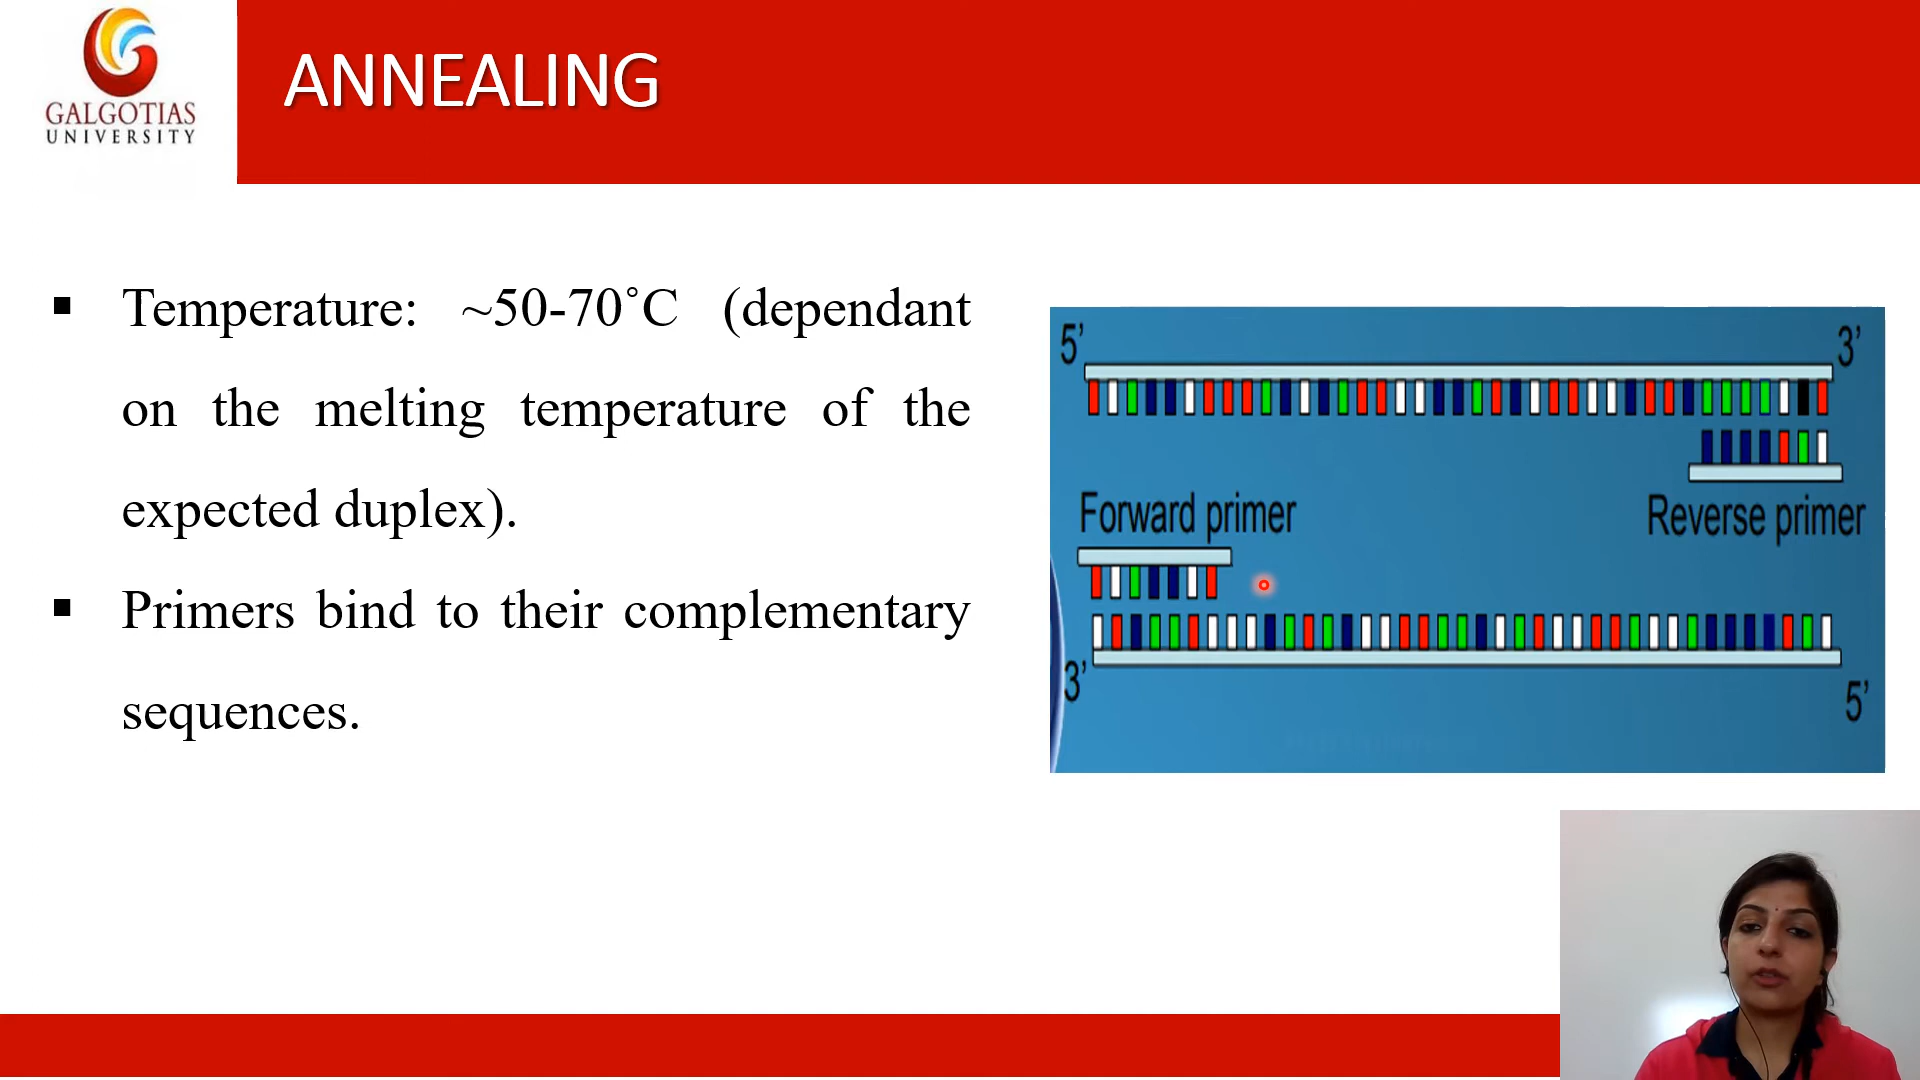 GALGOTIAS
UNIVERSITY
ANNEALING
▪ Temperature: ~50-70˚C (dependant
on the melting temperature of the
expected duplex).
▪ Primers bind to their complementary
sequences.
5’
3’
Forward primer
Reverse primer
3’
5’